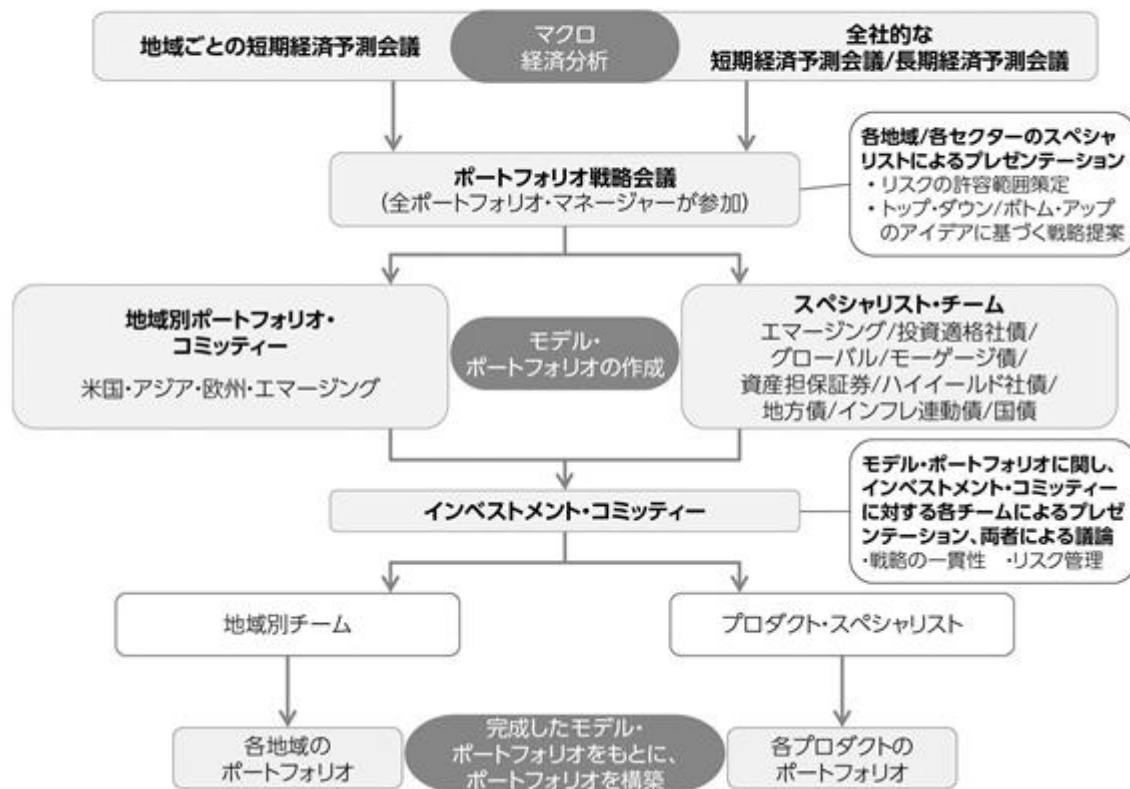 地域ごとの短期経済予測会議
マクロ
経済分析
全社的な
短期経済予測会議/長期経済予測会議
各地域/各セクターのスペシャ
リストによるプレゼンテーション
・リスクの許容範囲策定
・トップ・ダウン/ボトム・アップ
のアイデアに基づく戦略提案
ポートフォリオ戦略会議
(全ポートフォリオ・マネージャーが参加)
地域別ポートフォリオ・
コミッティー
米国・アジア・欧州・エマージング
モデル・
ポートフォリオの作成
スペシャリスト・チーム
エマージング/投資適格社債/
グローバル/モーゲージ債/
資産担保証券/ハイイールド社債/
地方債/インフレ連動債/国債
モデル・ポートフォリオに関し、
インベストメント・コミッティー
に対する各チームによるプレゼ
ンテーション、両者による議論
・戦略の一貫性 ・リスク管理
インベストメント・コミッティー
地域別チーム
プロダクト・スペシャリスト
各地域の
ポートフォリオ
完成したモデル・
ポートフォリオをもとに、
ポートフォリオを構築
各プロダクトの
ポートフォリオ